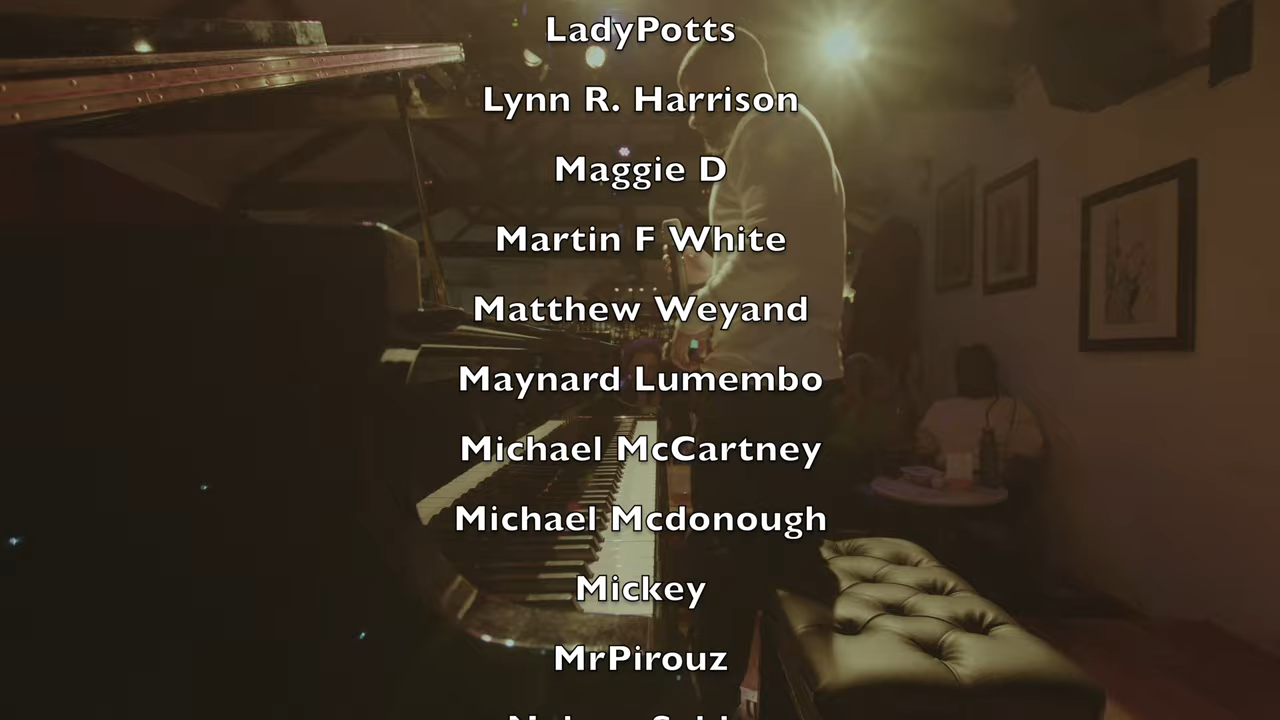 LadyPotts
Lynn R. Harrison
Maggie D
Martin F White
Matthew Weyand
Maynard Lumembo
Michael McCartney
Michael Mcdonough
Mickey
MrPirouz